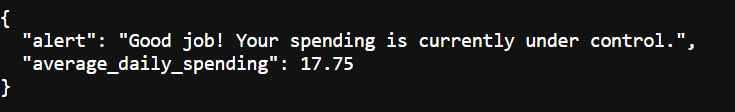 {
  "alert": "Good job! Your spending is currently under control.",
  "average_daily_spending": 17.75
}